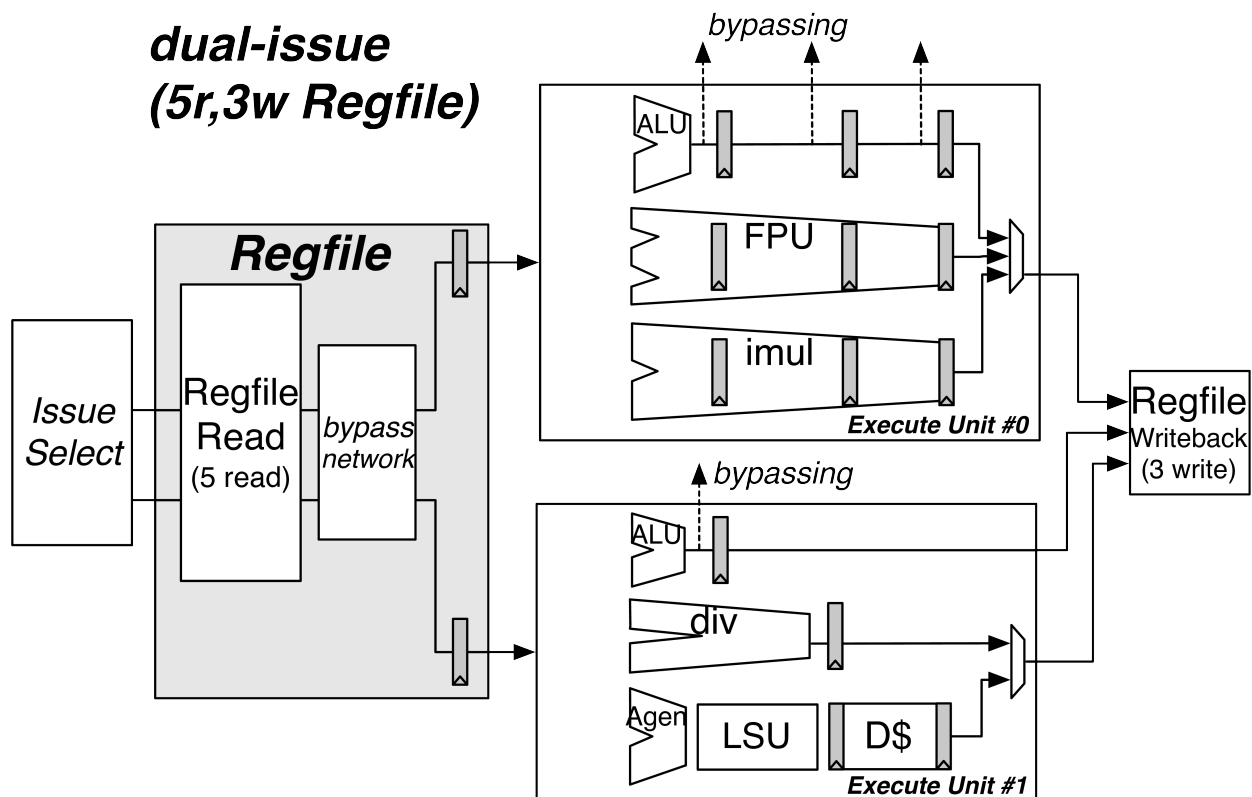 dual-issue
(5r,3w Regfile)
bypassing
ALU
FPU
imul
Execute Unit #0
Regfile
Issue
Select
Regfile
Read
(5 read)
bypass
network
Regfile
Writeback
(3 write)
bypassing
ALU
div
Agen
LSU
D$
Execute Unit #1